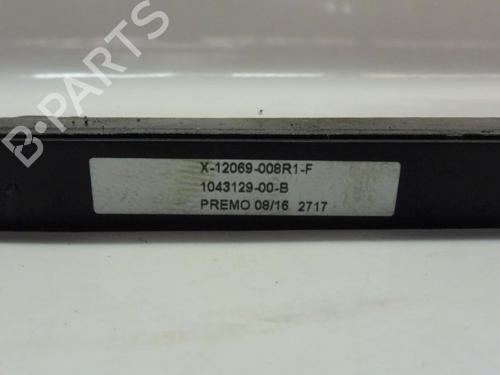 B-PARTS
X-12069-008R1-F
1043129-00-B
PREMO 08/16 2717